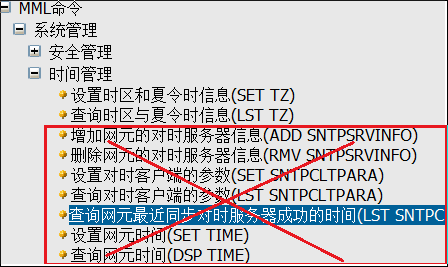 MML命令
系统管理
安全管理
时间管理
设置时区和夏令时信息(SET TZ)
查询时区与夏令时信息(LST TZ)
增加网元的对时服务器信息(ADD SNTPSRVINFO)
删除网元的对时服务器信息(RMV SNTPSRVINFO)
设置对时客户端的参数(SET SNTPCLTPARA)
查询对时客户端的参数(LST SNTPCLTPARA)
查询网元最近同步对时服务器成功的时间(LST SNTPC
设置网元时间(SET TIME)
查询网元时间(DSP TIME)